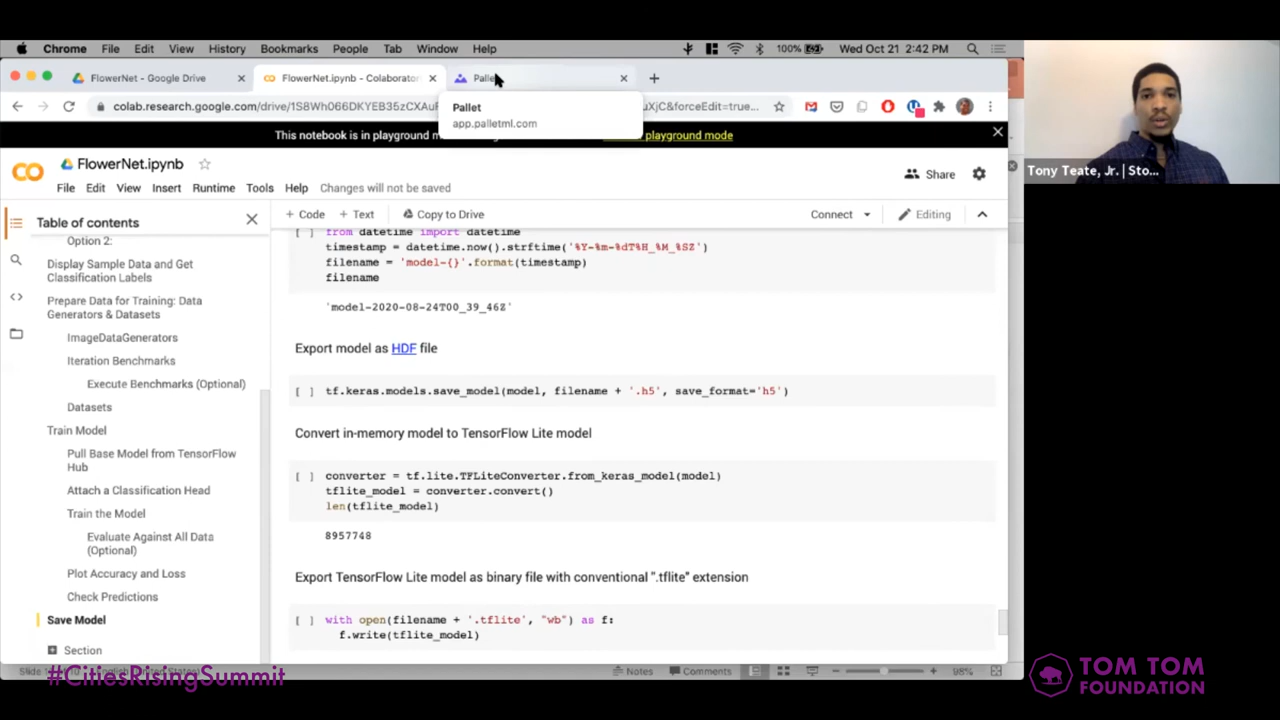 Chrome File Edit View History Bookmarks People Tab Window Help 100% Wed Oct 21 2:42 PM
FlowerNet - Google Drive FlowerNet.ipynb - Colaborator Palle
colab.research.google.com/drive/1S8Wh066DKYEB35zCXAuF uXjC&forceEdit=true...
Pallet
app.palletml.com
This notebook is in playground playground mode
FlowerNet.ipynb
File Edit View Insert Runtime Tools Help Changes will not be saved
Share
Table of contents
+ Code + Text Copy to Drive Connect Editing
Option 2:
Display Sample Data and Get
Classification Labels
Prepare Data for Training: Data
Generators & Datasets
ImageDataGenerators
Iteration Benchmarks
Execute Benchmarks (Optional)
Datasets
Train Model
Pull Base Model from TensorFlow
Hub
Attach a Classification Head
Train the Model
Evaluate Against All Data
(Optional)
Plot Accuracy and Loss
Check Predictions
Save Model
Section
[ ] from datetime import datetime
timestamp = datetime.now().strftime('%Y-%m-%dT%H_%M_%SZ')
filename = 'model-{}'.format(timestamp)
filename
'model-2020-08-24T00_39_46Z'
Export model as HDF file
[ ] tf.keras.models.save_model(model, filename + '.h5', save_format='h5')
Convert in-memory model to TensorFlow Lite model
[ ] converter = tf.lite.TFLiteConverter.from_keras_model(model)
tflite_model = converter.convert()
len(tflite_model)
8957748
Export TensorFlow Lite model as binary file with conventional ".tflite" extension
[ ] with open(filename + '.tflite', "wb") as f:
f.write(tflite_model)
Notes Comments 98%
Tony Teate, Jr. | Sto...
#CitiesRisingSummit
TOM TOM
FOUNDATION